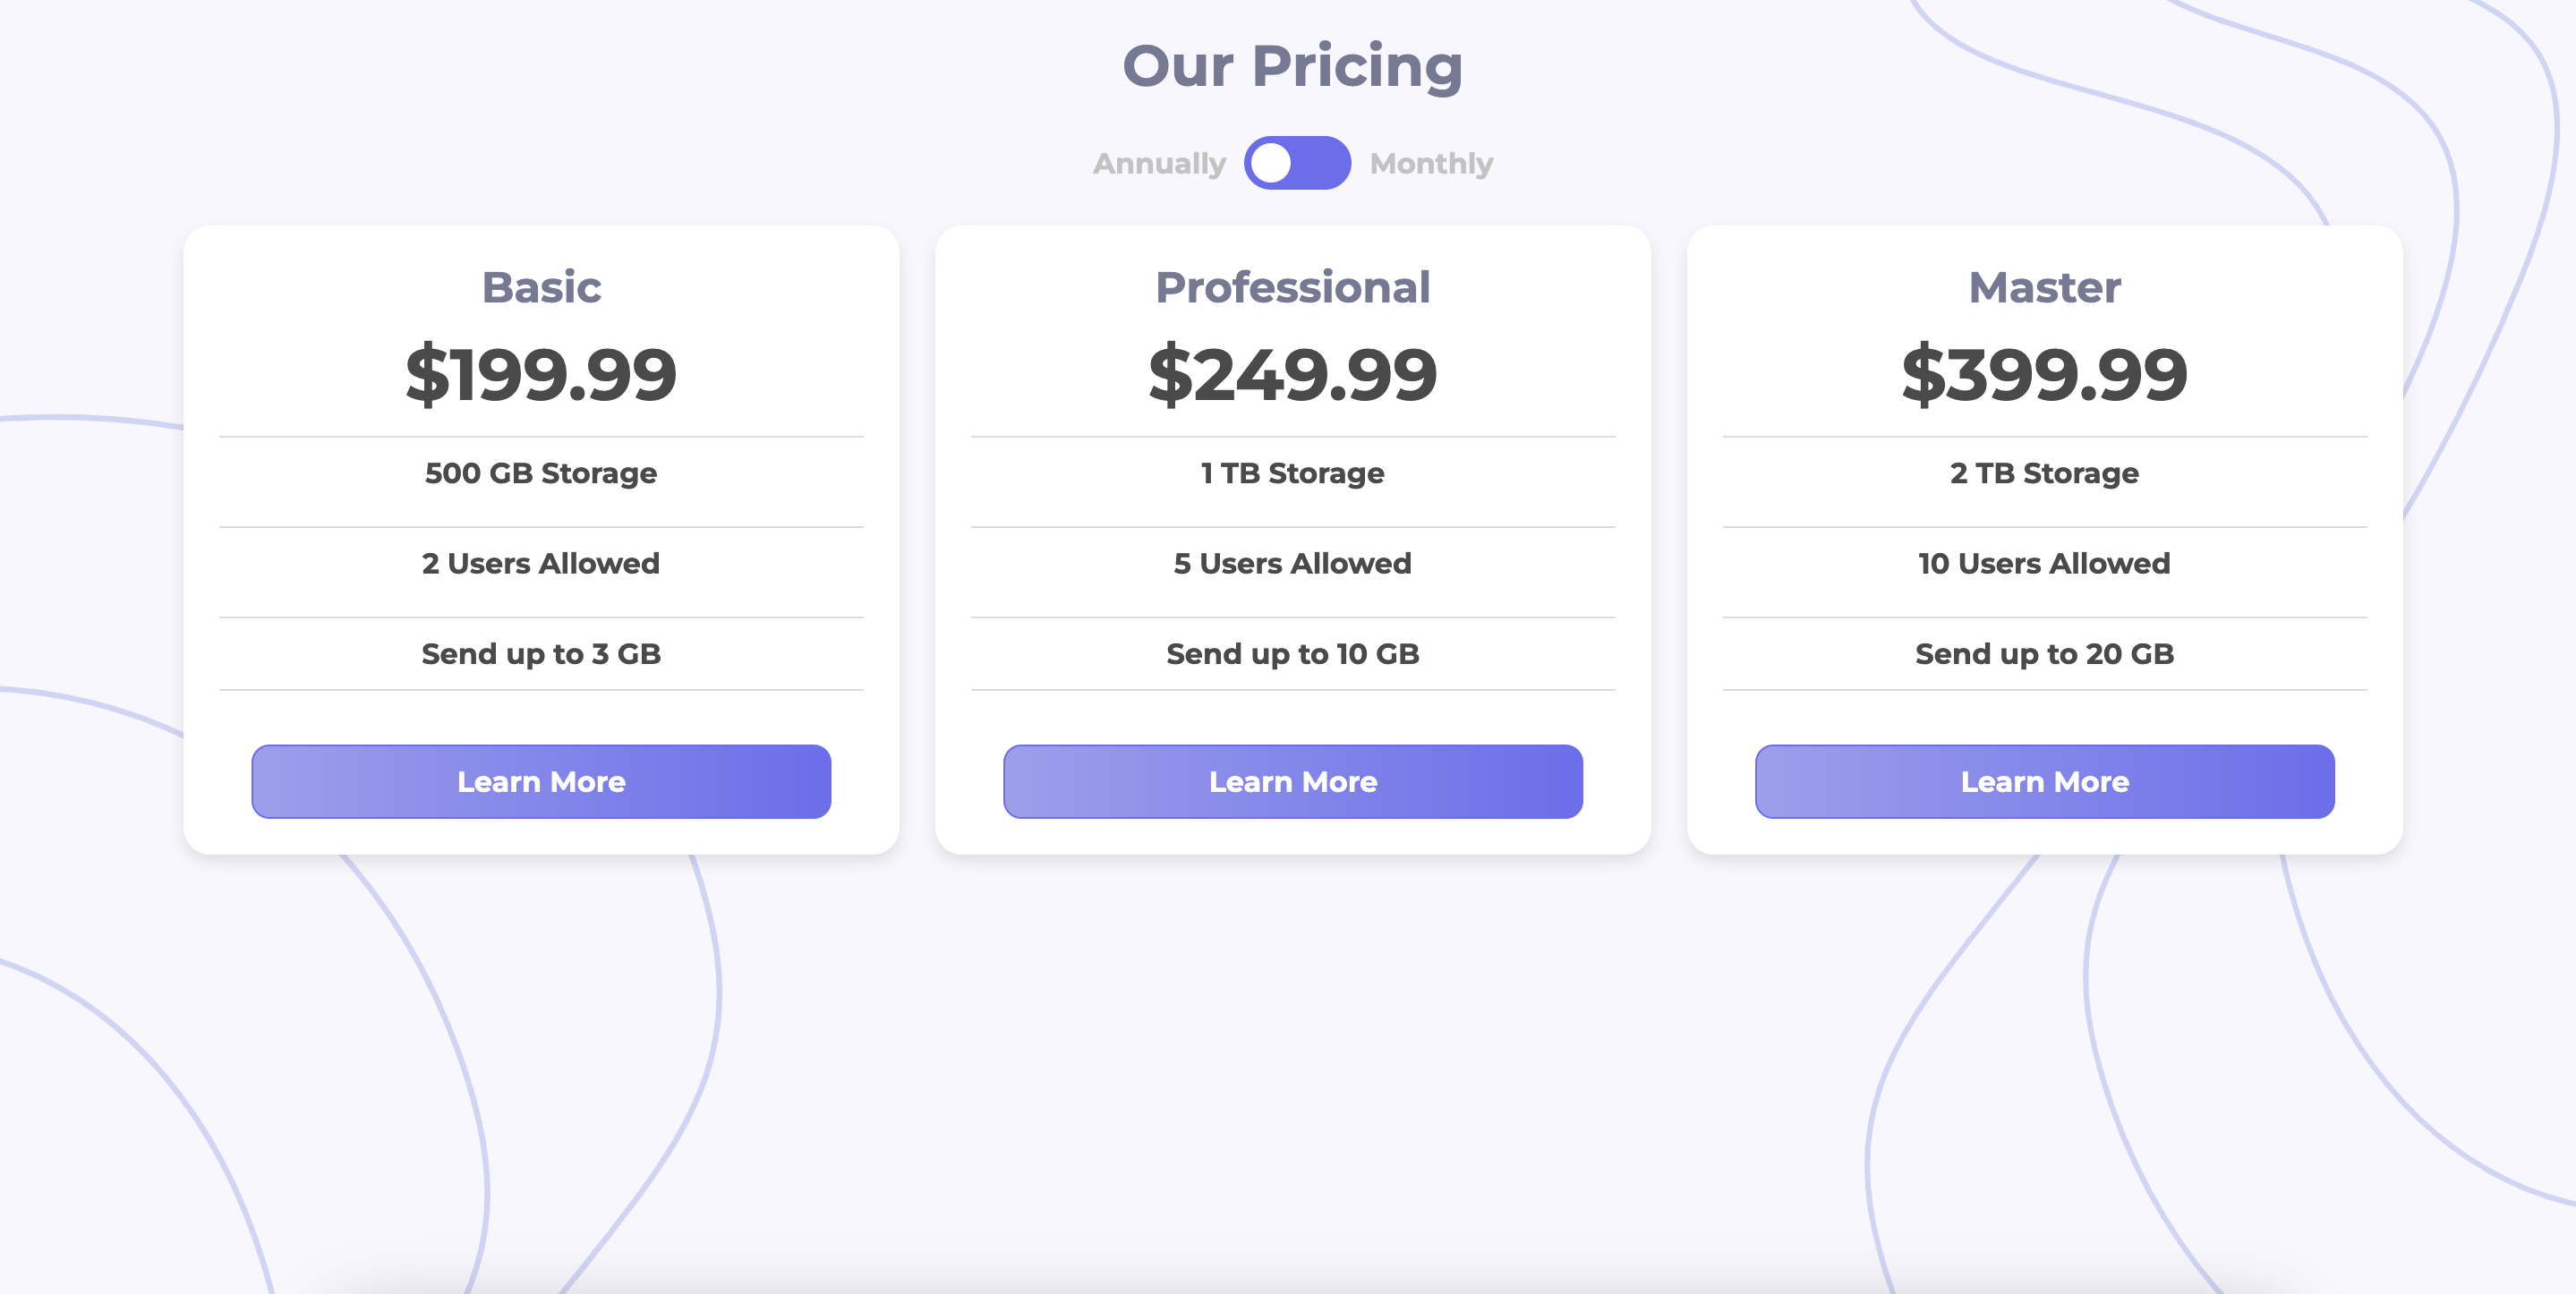 Our Pricing
Annually Monthly
Basic
$199.99
500 GB Storage
2 Users Allowed
Send up to 3 GB
Learn More
Professional
$249.99
1 TB Storage
5 Users Allowed
Send up to 10 GB
Learn More
Master
$399.99
2 TB Storage
10 Users Allowed
Send up to 20 GB
Learn More